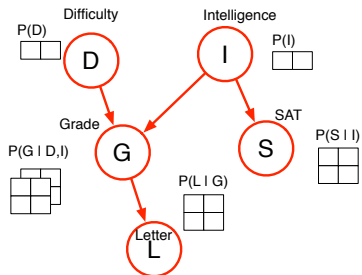 Difficulty
Intelligence
P(D)
D
I
P(I)
Grade
SAT
G
S
P(G | D,I)
P(S | I)
P(L | G)
Letter
L